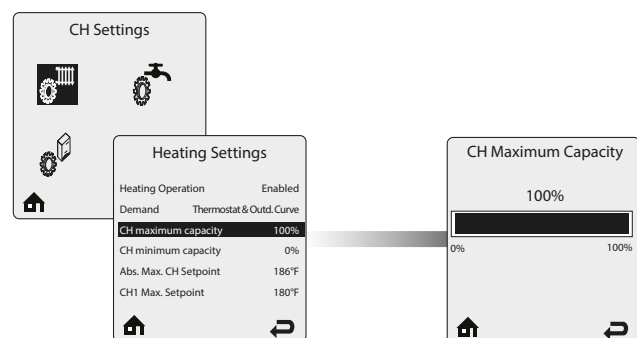 CH Settings
Heating Settings
Heating Operation Enabled
Demand Thermostat & Outd. Curve
CH maximum capacity 100%
CH minimum capacity 0%
Abs. Max. CH Setpoint 186°F
CH1 Max. Setpoint 180°F
CH Maximum Capacity
100%
0% 100%